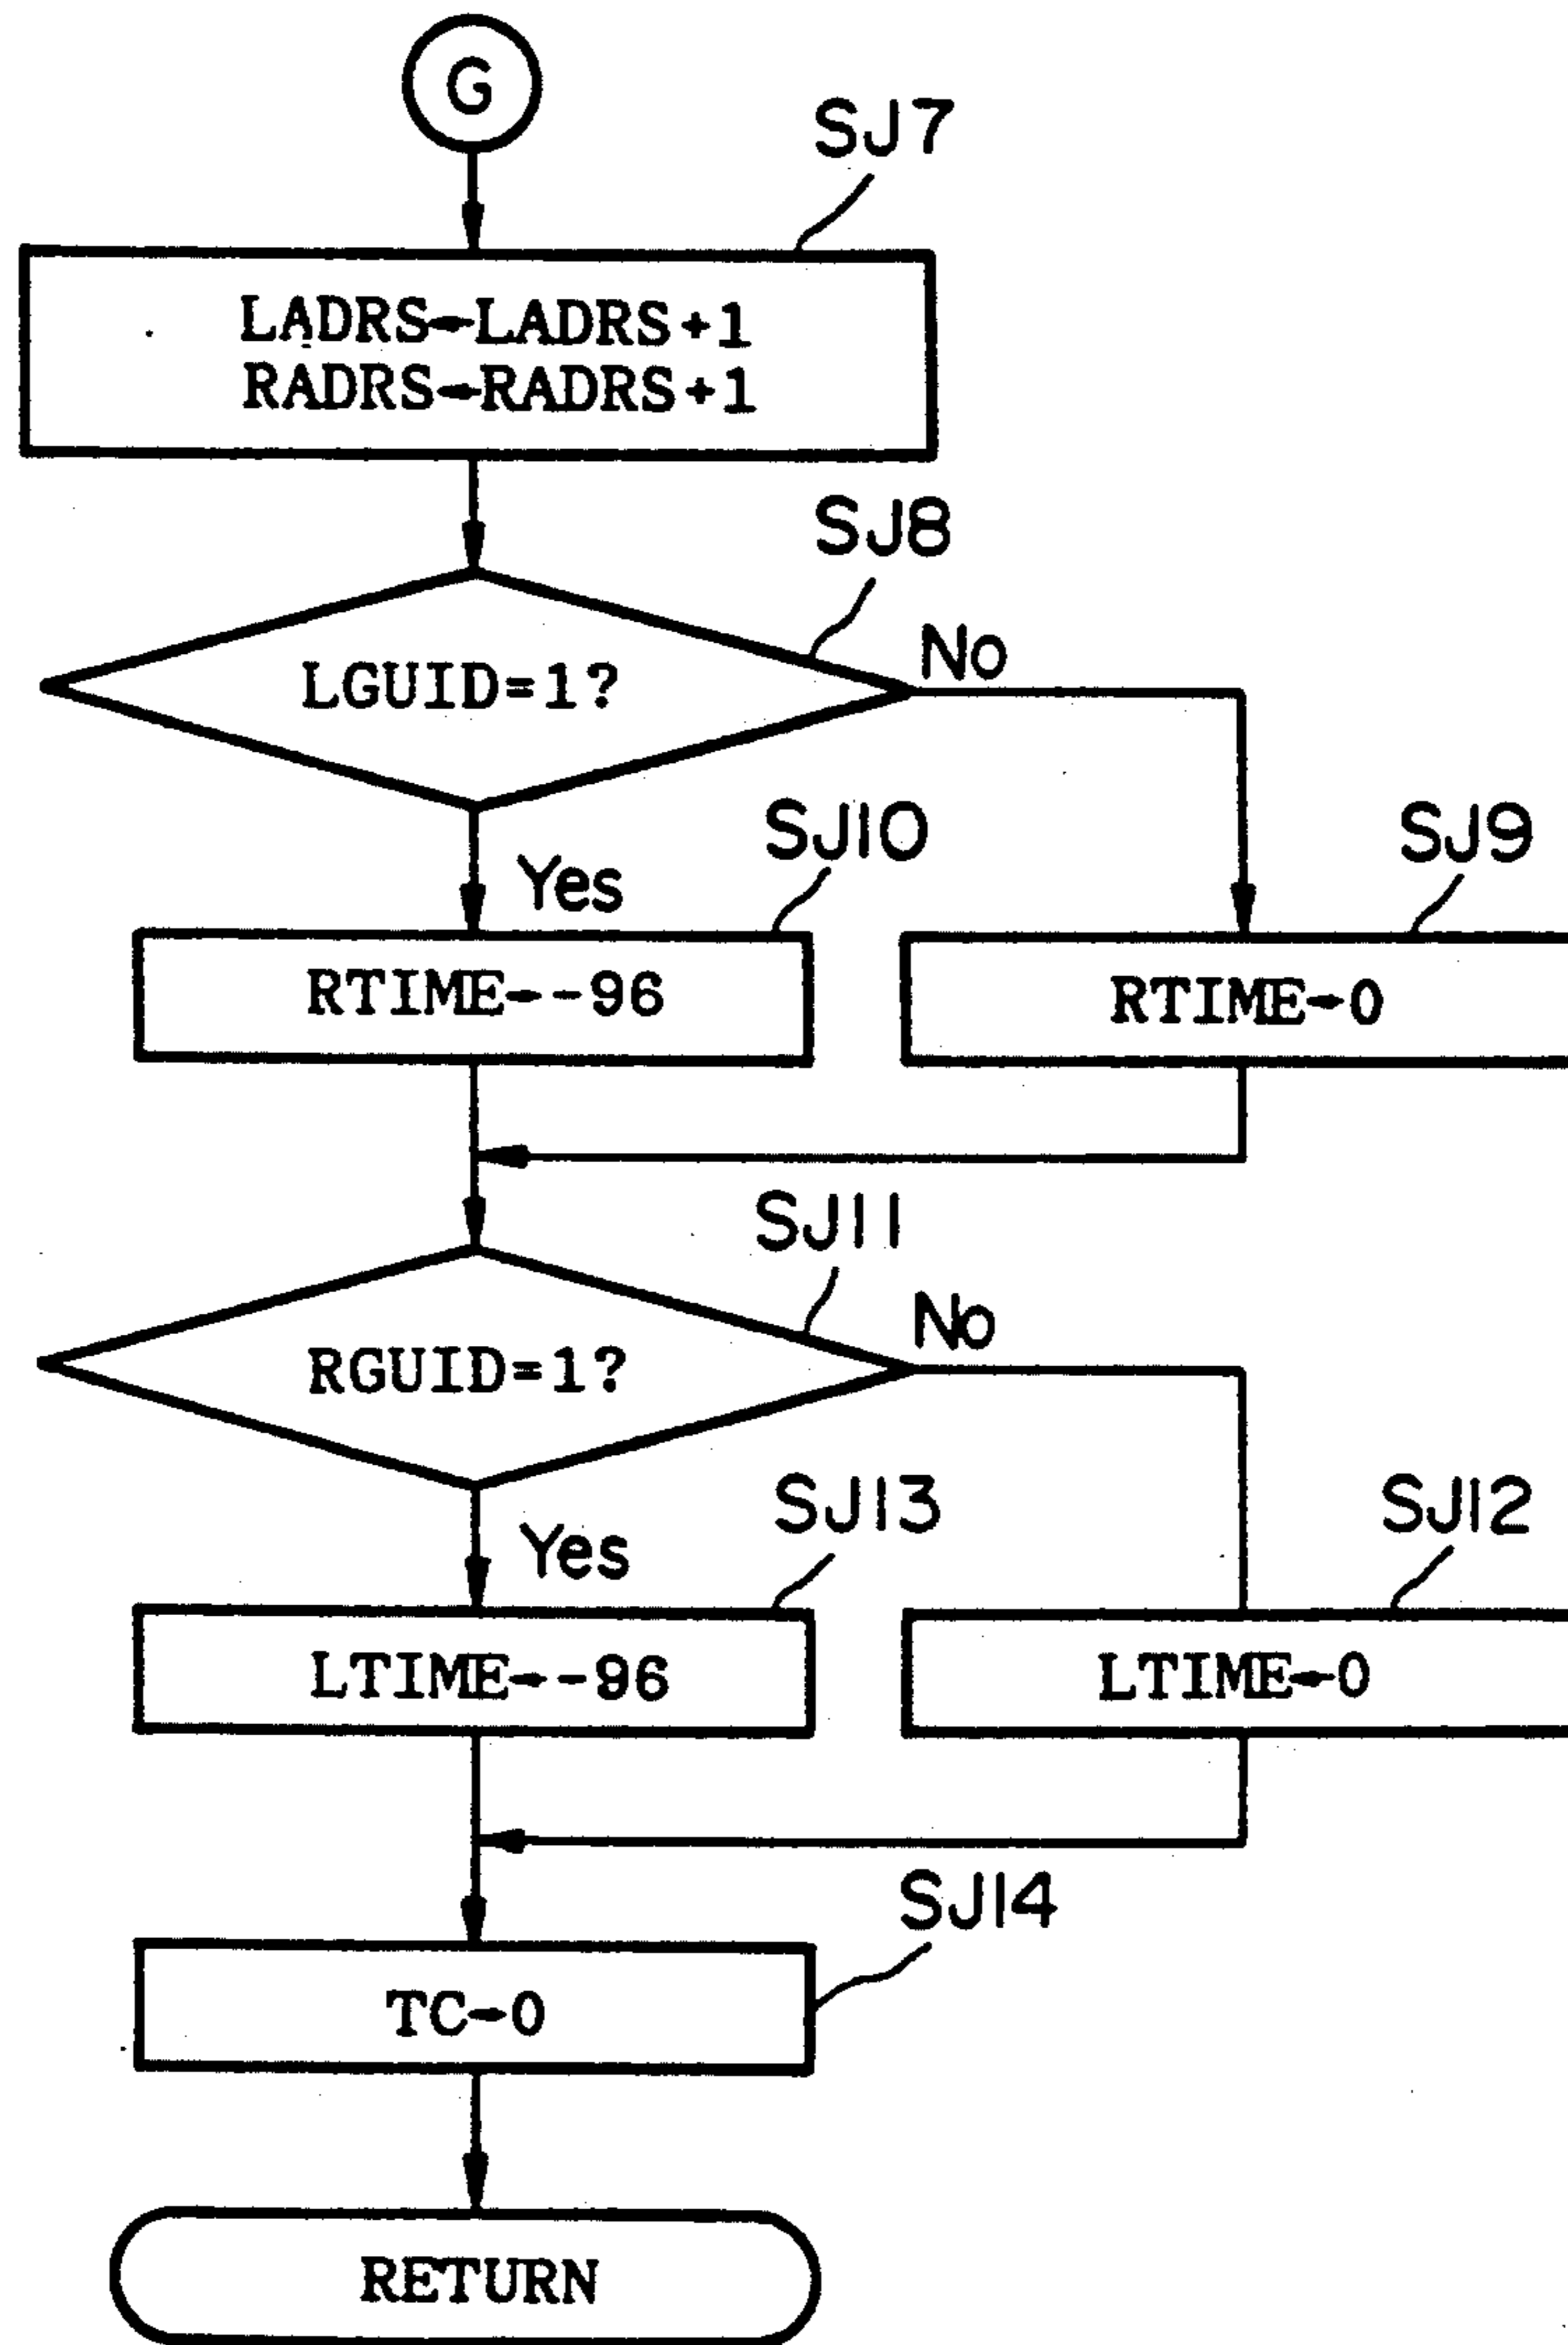 G
SJ7
LADRS←LADRS+1
RADRS←RADRS+1
SJ8
LGUID=1?
No
SJ10
SJ9
Yes
RTIME←-96
RTIME←0
SJ11
RGUID=1?
No
SJ13
SJ12
Yes
LTIME←-96
LTIME←0
SJ14
TC←0
RETURN